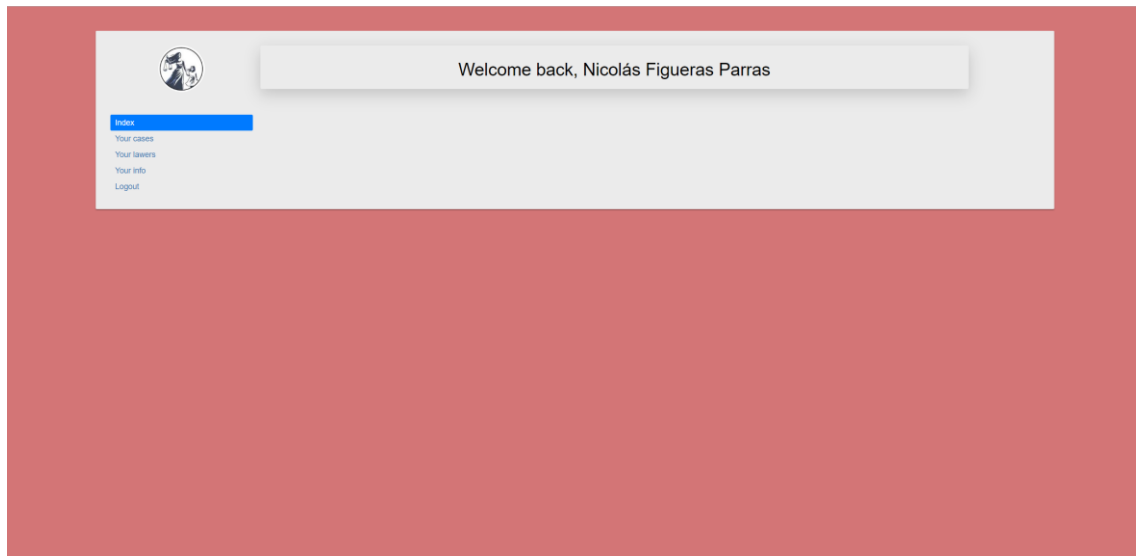 Welcome back, Nicolás Figueras Parras
Index
Your cases
Your lawers
Your info
Logout